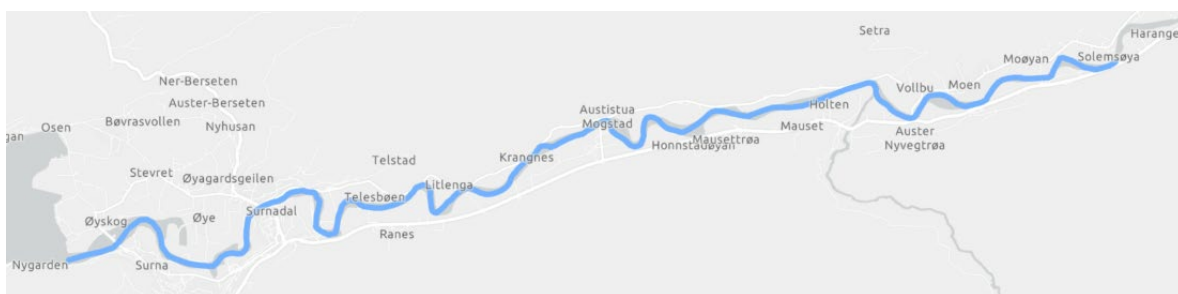 Harange
Setra
Solemsøya
Moøyan
Ner-Berseten
Vollbu
Moen
Auster-Berseten
Holten
Austistua
Bøvrasvollen
Mogstad
Osen
Nyhusan
Mauset
Auster
Nyvegtrøa
gan
Mausettrøa
Honnstadøyan
Krangnes
Telstad
Stevret
Øyagardsgeilen
Litlenga
Telesbøen
Surnadal
Øyskog
Øye
Ranes
Nygarden
Surna